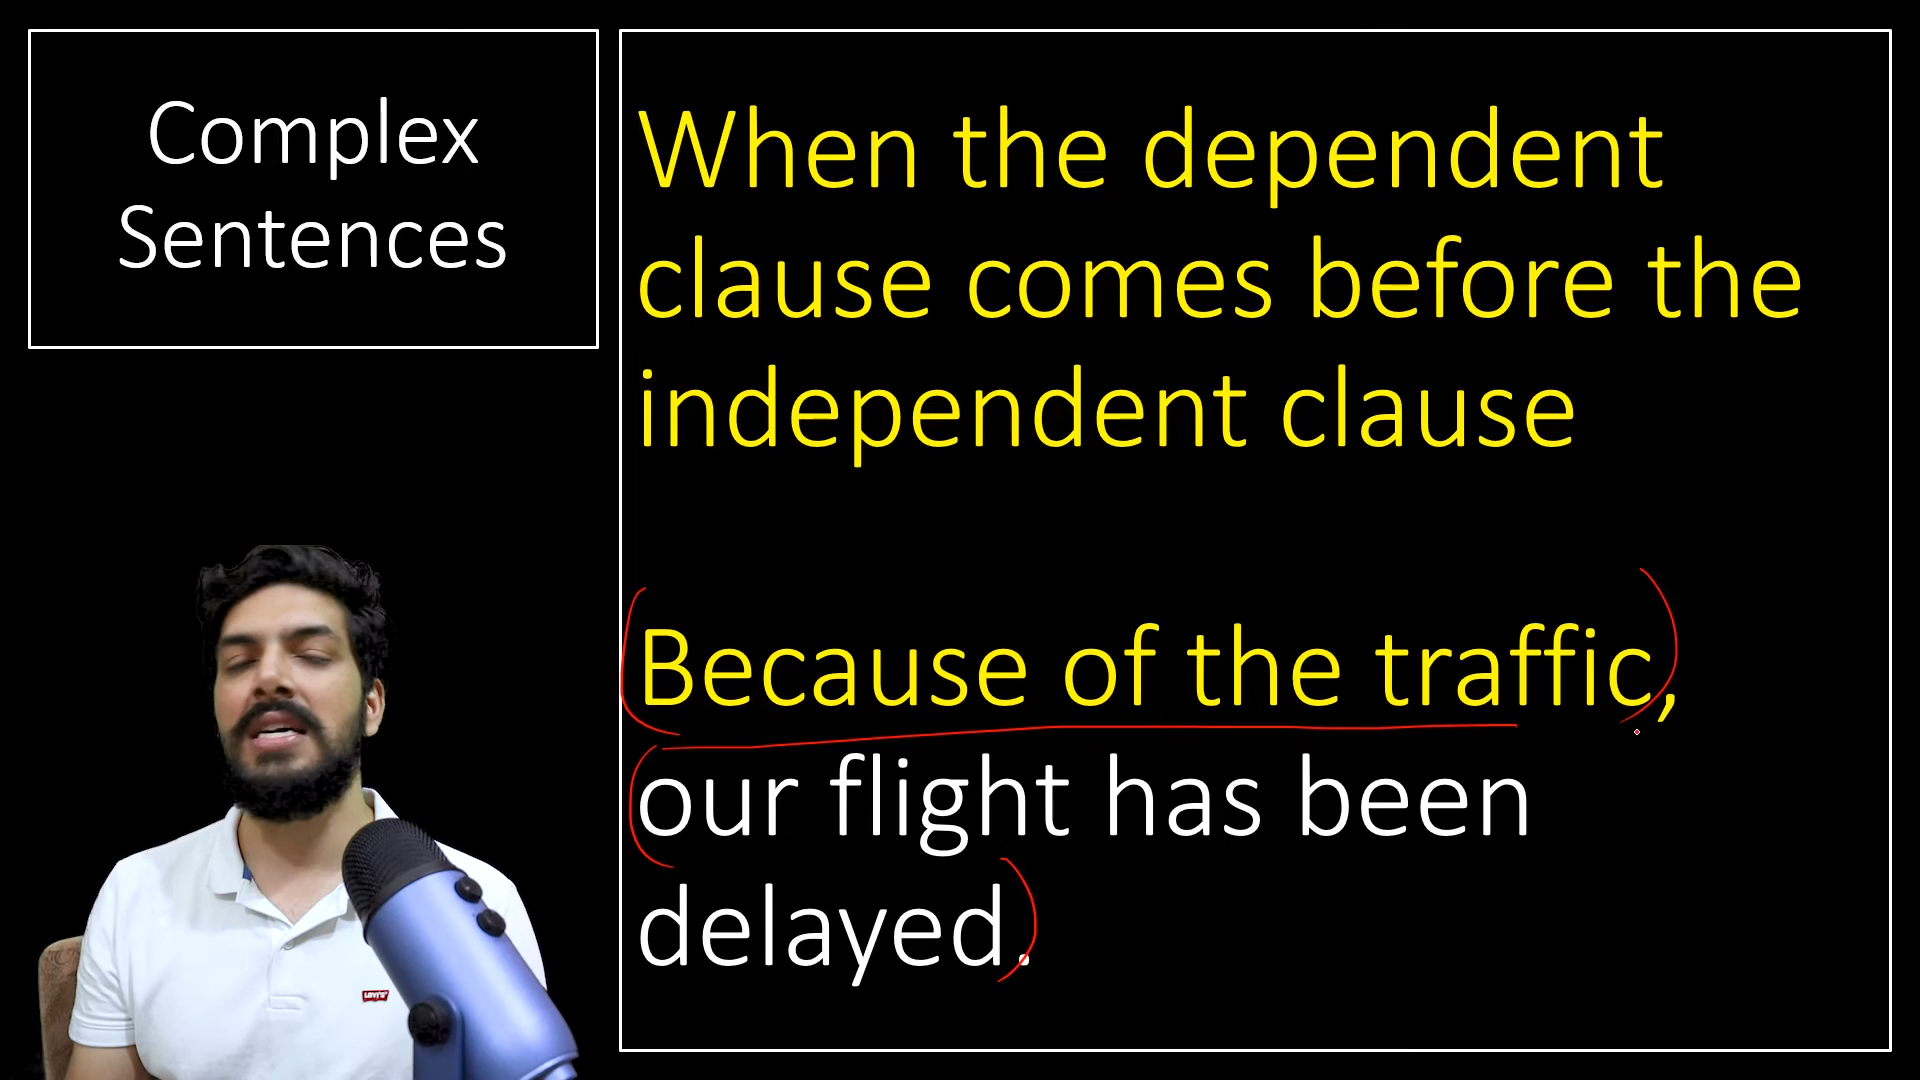 Complex
Sentences
When the dependent
clause comes before the
independent clause
Because of the traffic,
our flight has been
delayed.
LEVI'S